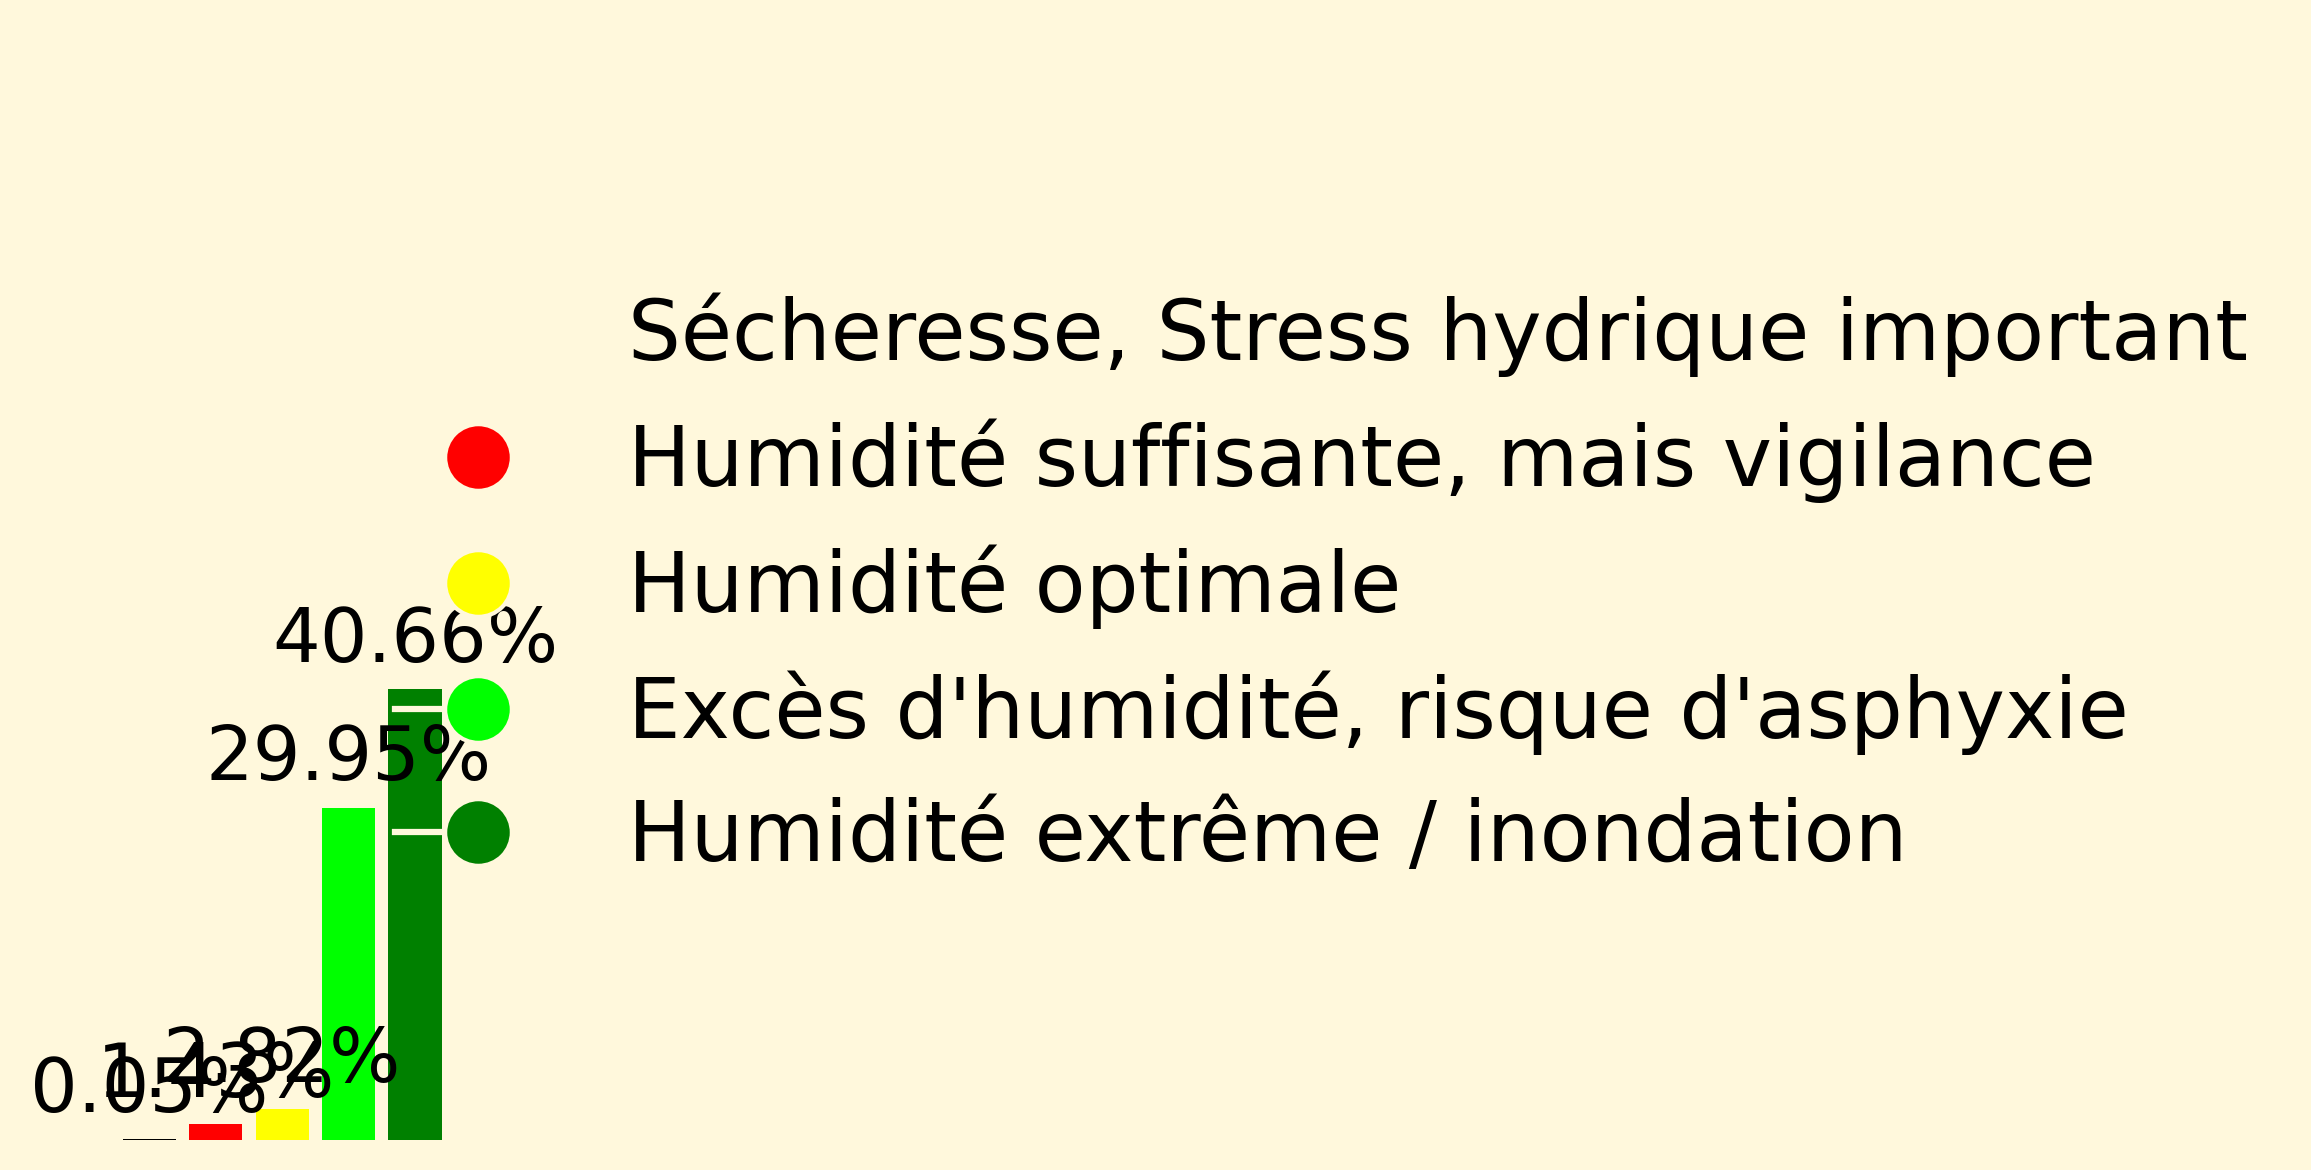 Sécheresse, Stress hydrique important
Humidité suffisante, mais vigilance
Humidité optimale
40.66%
Excès d'humidité, risque d'asphyxie
29.95%
Humidité extrême / inondation
2.82%
1.43%
0.05%